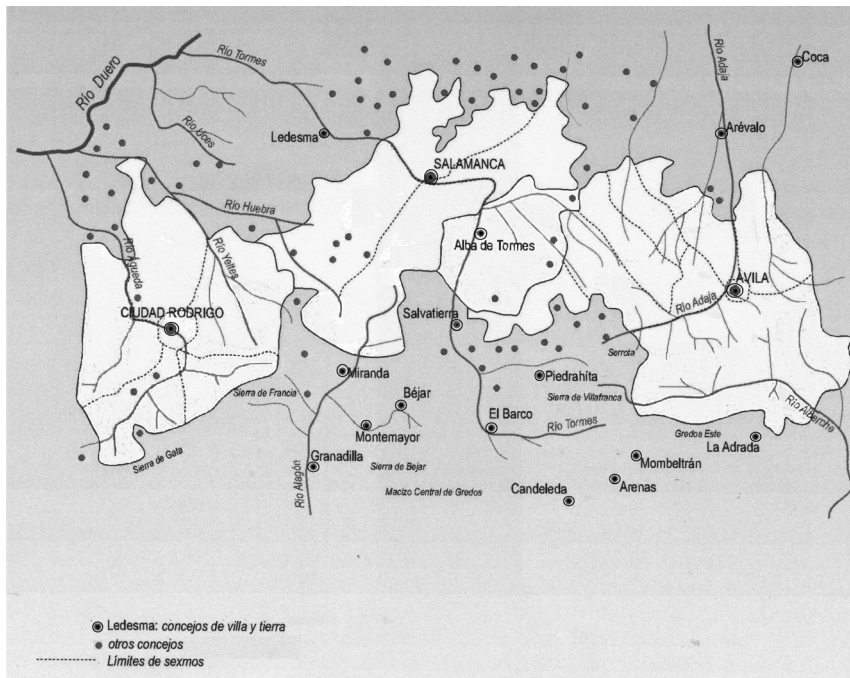 Río Duero
Río Tormes
Río Uces
Ledesma
SALAMANCA
Río Adaja
Coca
Arévalo
Río Huebra
Río Agueda
Río Yeltes
Alba de Tormes
CIUDAD RODRIGO
AVILA
Río Adaja
Salvatierra
Serrota
Miranda
Piedrahíta
Sierra de Francia
Béjar
Sierra de Villafranca
Montemayor
El Barco
Río Tormes
Río Alberche
Gredos Este
La Adrada
Sierra de Gata
Granadilla
Sierra de Bejar
Mombeltrán
Río Alagón
Macizo Central de Gredos
Candeleda
Arenas
Ledesma: concejos de villa y tierra
otros concejos
Límites de sexmos